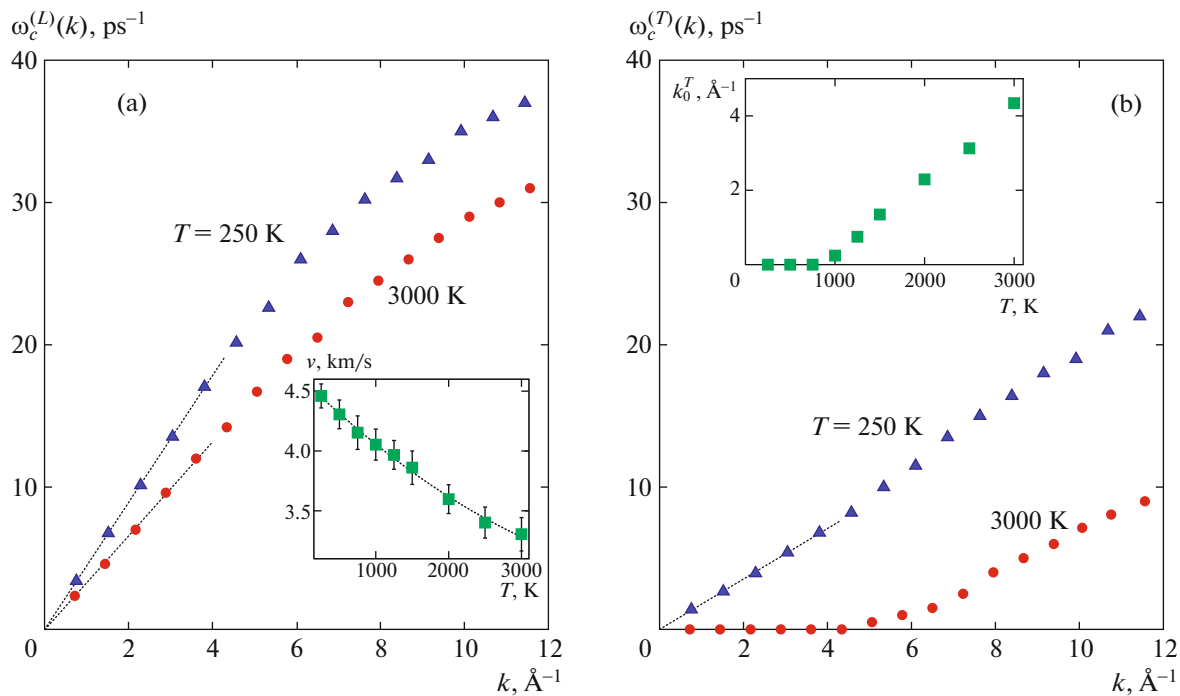 ω_c^(L)(k), ps⁻¹
40
(a)
30
T = 250 K
3000 K
20
v, km/s
4.5
4.0
3.5
1000 2000 3000
T, K
10
0 2 4 6 8 10 12
k, Å⁻¹
ω_c^(T)(k), ps⁻¹
40
k_0^T, Å⁻¹
(b)
4
2
0 1000 2000 3000
T, K
30
20
T = 250 K
10
3000 K
0 2 4 6 8 10 12
k, Å⁻¹